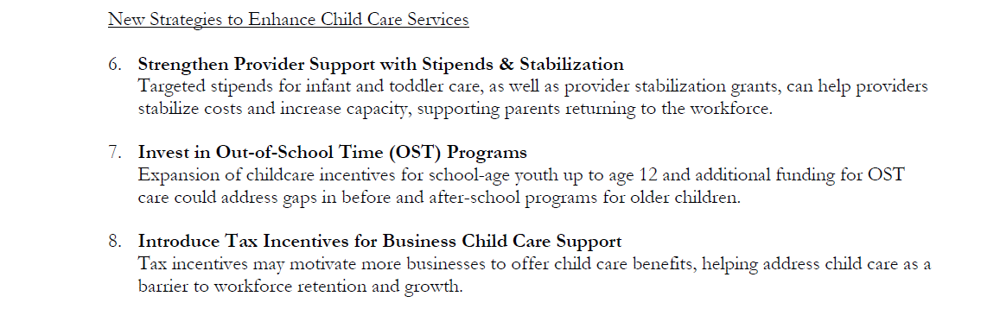 New Strategies to Enhance Child Care Services
6. Strengthen Provider Support with Stipends & Stabilization
Targeted stipends for infant and toddler care, as well as provider stabilization grants, can help providers
stabilize costs and increase capacity, supporting parents returning to the workforce.
7. Invest in Out-of-School Time (OST) Programs
Expansion of childcare incentives for school-age youth up to age 12 and additional funding for OST
care could address gaps in before and after-school programs for older children.
8. Introduce Tax Incentives for Business Child Care Support
Tax incentives may motivate more businesses to offer child care benefits, helping address child care as a
barrier to workforce retention and growth.